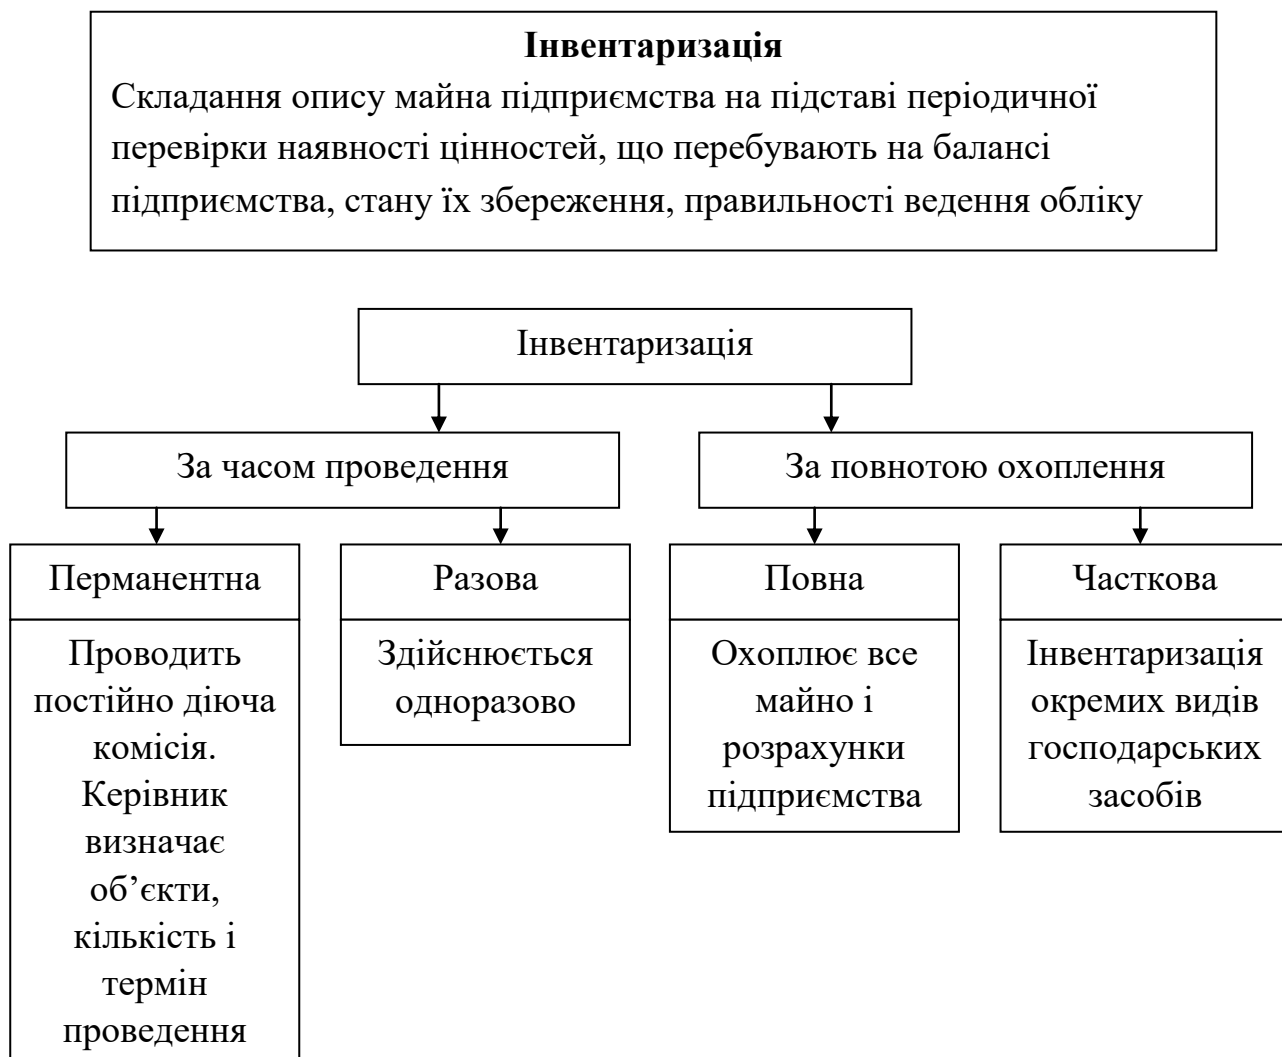 Інвентаризація
Складання опису майна підприємства на підставі періодичної
перевірки наявності цінностей, що перебувають на балансі
підприємства, стану їх збереження, правильності ведення обліку
Інвентаризація
За часом проведення
За повнотою охоплення
Перманентна
Проводить
постійно діюча
комісія.
Керівник
визначає
об’єкти,
кількість і
термін
проведення
Разова
Здійснюється
одноразово
Повна
Охоплює все
майно і
розрахунки
підприємства
Часткова
Інвентаризація
окремих видів
господарських
засобів